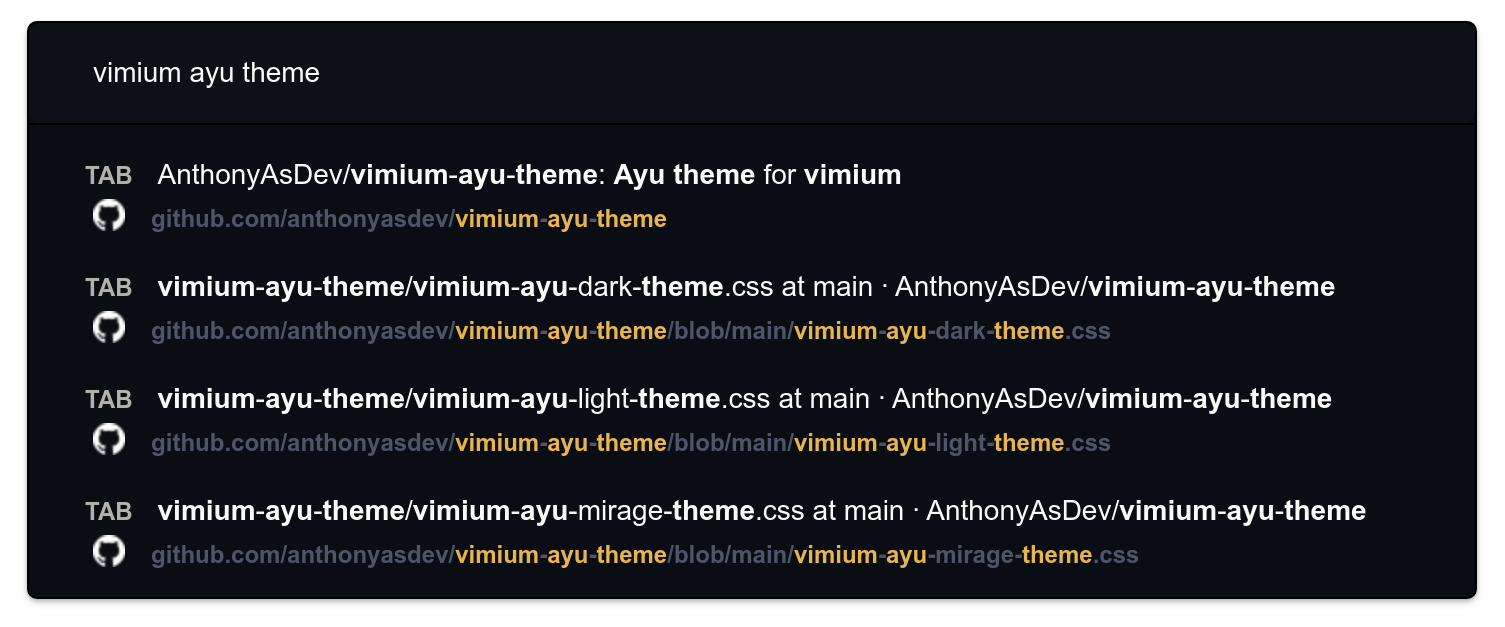 vimium ayu theme
TAB AnthonyAsDev/vimium-ayu-theme: Ayu theme for vimium
github.com/anthonyasdev/vimium-ayu-theme
TAB vimium-ayu-theme/vimium-ayu-dark-theme.css at main · AnthonyAsDev/vimium-ayu-theme
github.com/anthonyasdev/vimium-ayu-theme/blob/main/vimium-ayu-dark-theme.css
TAB vimium-ayu-theme/vimium-ayu-light-theme.css at main · AnthonyAsDev/vimium-ayu-theme
github.com/anthonyasdev/vimium-ayu-theme/blob/main/vimium-ayu-light-theme.css
TAB vimium-ayu-theme/vimium-ayu-mirage-theme.css at main · AnthonyAsDev/vimium-ayu-theme
github.com/anthonyasdev/vimium-ayu-theme/blob/main/vimium-ayu-mirage-theme.css